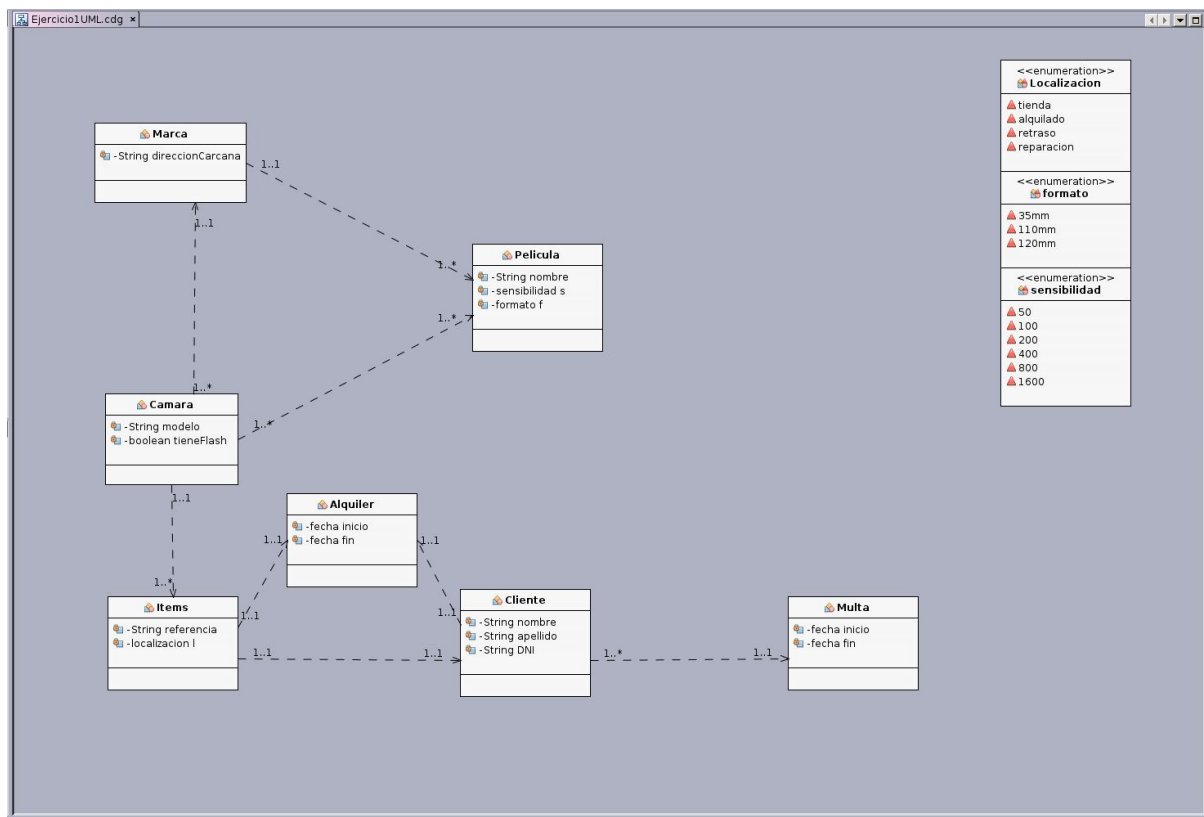 Ejercicio1UML.cdg
<<enumeration>>
Localizacion
tienda
alquilado
retraso
reparacion
<<enumeration>>
formato
35mm
110mm
120mm
<<enumeration>>
sensibilidad
50
100
200
400
800
1600
Marca
-String direccionCarcana
1..1
1..1
1..*
Pelicula
-String nombre
-sensibilidad s
-formato f
1..*
1..*
Camara
-String modelo
-boolean tieneFlash
1..*
1..1
Alquiler
-fecha inicio
-fecha fin
1..1
1..1
1..*
Items
-String referencia
-localizacion l
1..1
1..1
1..1
1..1
Cliente
-String nombre
-String apellido
-String DNI
1..*
1..1
Multa
-fecha inicio
-fecha fin